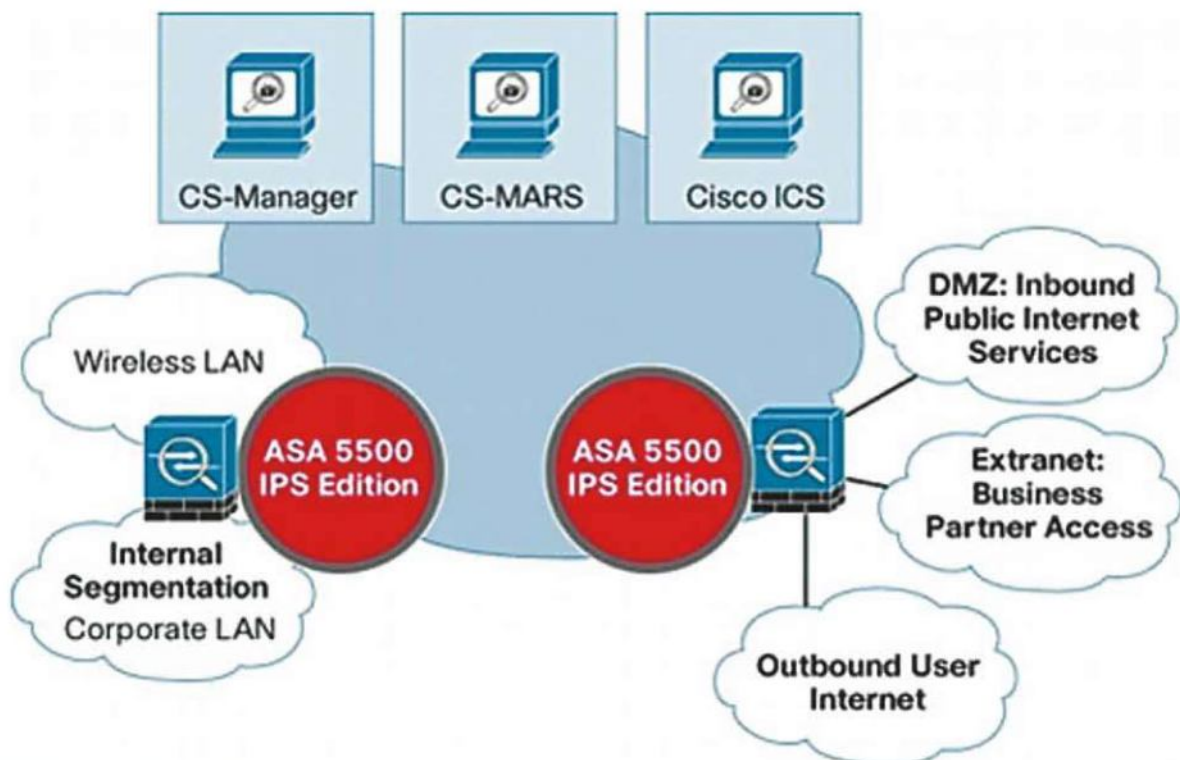 CS-Manager
CS-MARS
Cisco ICS
Wireless LAN
ASA 5500
IPS Edition
Internal
Segmentation
Corporate LAN
ASA 5500
IPS Edition
DMZ: Inbound
Public Internet
Services
Extranet:
Business
Partner Access
Outbound User
Internet